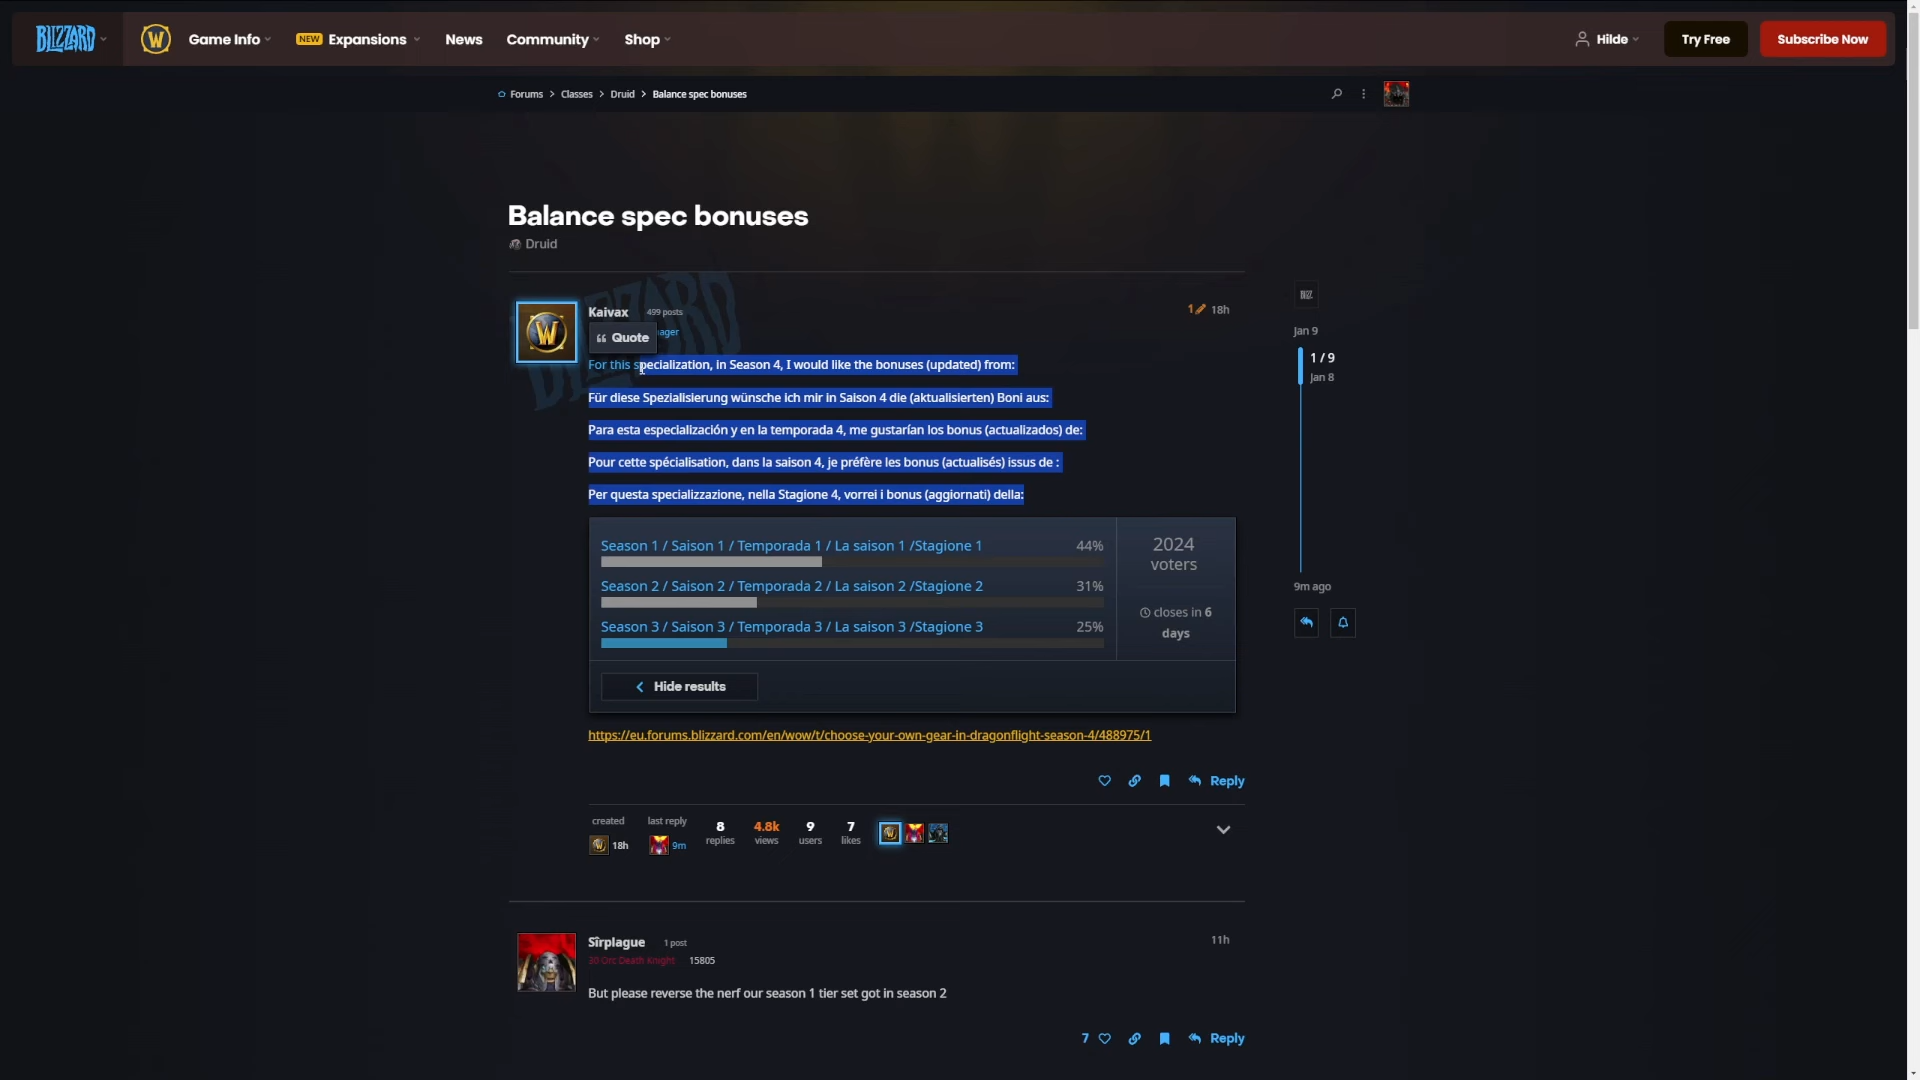 BLIZZARD
Game Info
NEW Expansions
News
Community
Shop
Hilde
Try Free
Subscribe Now
Forums > Classes > Druid > Balance spec bonuses
Balance spec bonuses
Druid
Kaivax 499 posts
1 18h
Quote
ager
For this specialization, in Season 4, I would like the bonuses (updated) from:
Für diese Spezialisierung wünsche ich mir in Saison 4 die (aktualisierten) Boni aus:
Para esta especialización y en la temporada 4, me gustarían los bonus (actualizados) de:
Pour cette spécialisation, dans la saison 4, je préfère les bonus (actualisés) issus de :
Per questa specializzazione, nella Stagione 4, vorrei i bonus (aggiornati) della:
Season 1 / Saison 1 / Temporada 1 / La saison 1 /Stagione 1 44%
Season 2 / Saison 2 / Temporada 2 / La saison 2 /Stagione 2 31%
Season 3 / Saison 3 / Temporada 3 / La saison 3 /Stagione 3 25%
2024
voters
closes in 6
days
Hide results
https://eu.forums.blizzard.com/en/wow/t/choose-your-own-gear-in-dragonflight-season-4/488975/1
Reply
created
18h
last reply
9m
8
replies
4.8k
views
9
users
7
likes
BLIZZ
Jan 9
1 / 9
Jan 8
9m ago
Sîrplague 1 post
11h
30 Orc Death Knight 15805
But please reverse the nerf our season 1 tier set got in season 2
7
Reply